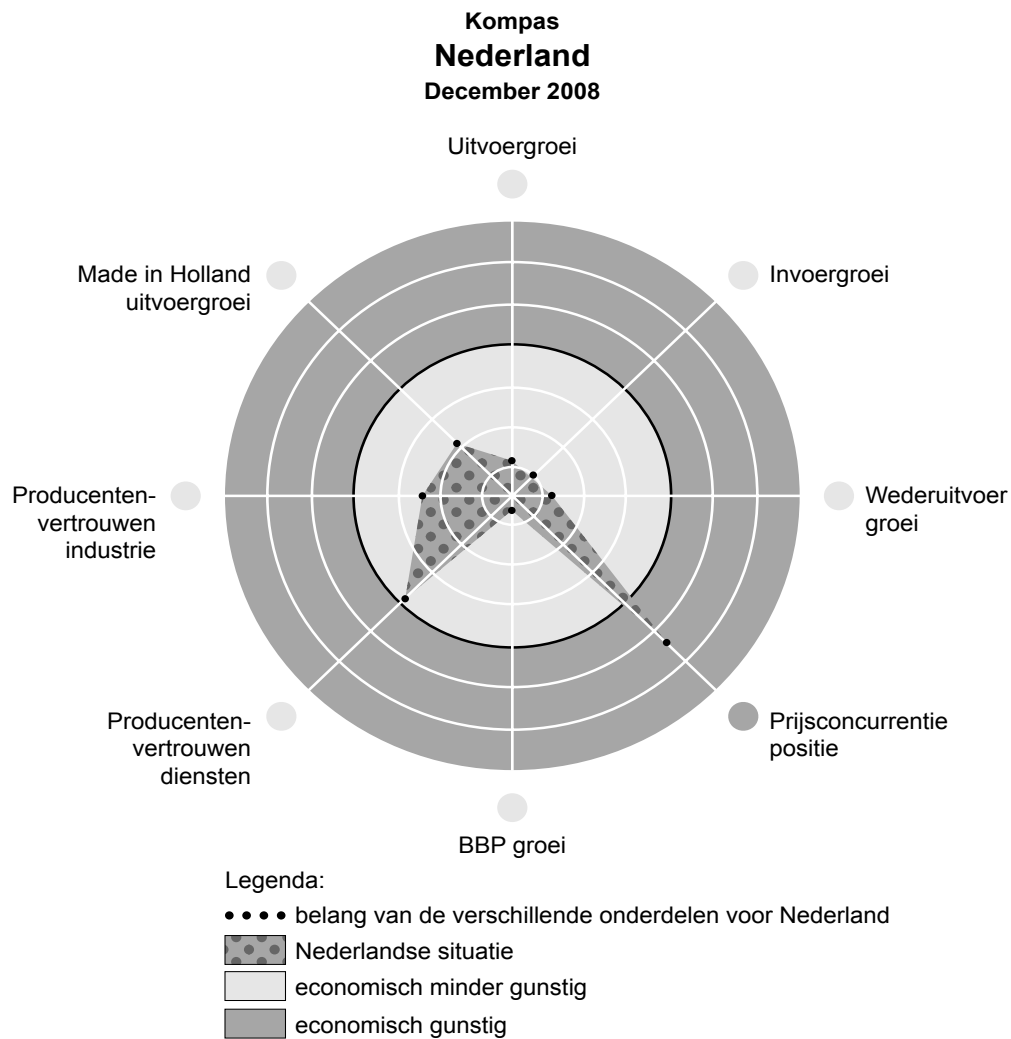 Kompas
Nederland
December 2008
Uitvoergroei
Made in Holland
uitvoergroei
Invoergroei
Producenten-
vertrouwen
industrie
Wederuitvoer
groei
Producenten-
vertrouwen
diensten
Prijsconcurrentie
positie
BBP groei
Legenda:
belang van de verschillende onderdelen voor Nederland
Nederlandse situatie
economisch minder gunstig
economisch gunstig